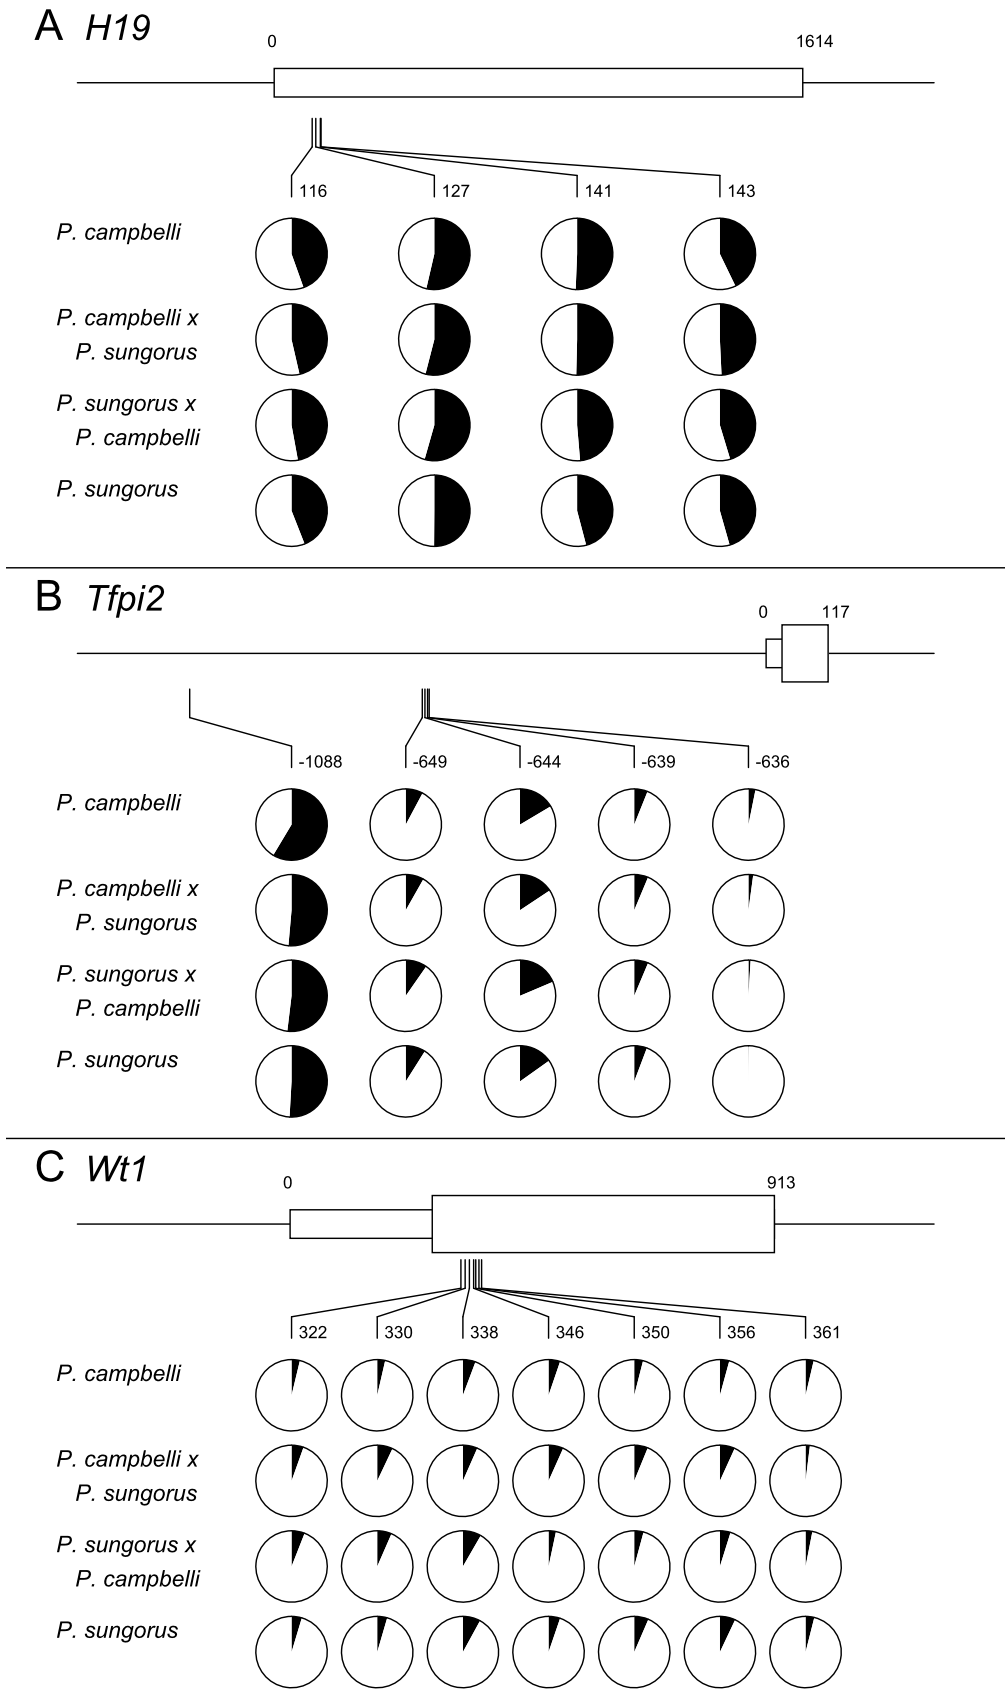 A H19
0 1614
116 127 141 143
P. campbelli
P. campbelli x
P. sungorus
P. sungorus x
P. campbelli
P. sungorus
B Tfpi2
0 117
-1088 -649 -644 -639 -636
P. campbelli
P. campbelli x
P. sungorus
P. sungorus x
P. campbelli
P. sungorus
C Wt1
0 913
322 330 338 346 350 356 361
P. campbelli
P. campbelli x
P. sungorus
P. sungorus x
P. campbelli
P. sungorus